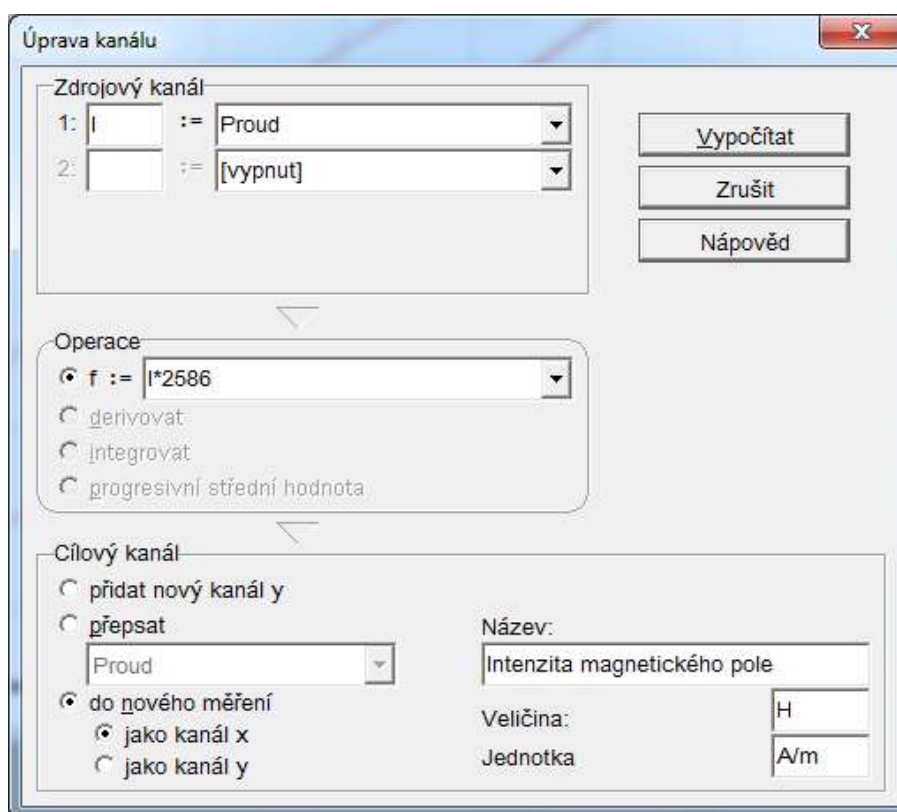 Úprava kanálu
Zdrojový kanál
1: I := Proud
2: := [vypnut]
Vypočítat
Zrušit
Nápověd
Operace
f := I*2586
derivovat
integrovat
progresivní střední hodnota
Cílový kanál
přidat nový kanál y
přepsat
Proud
do nového měření
jako kanál x
jako kanál y
Název:
Intenzita magnetického pole
Veličina: H
Jednotka A/m